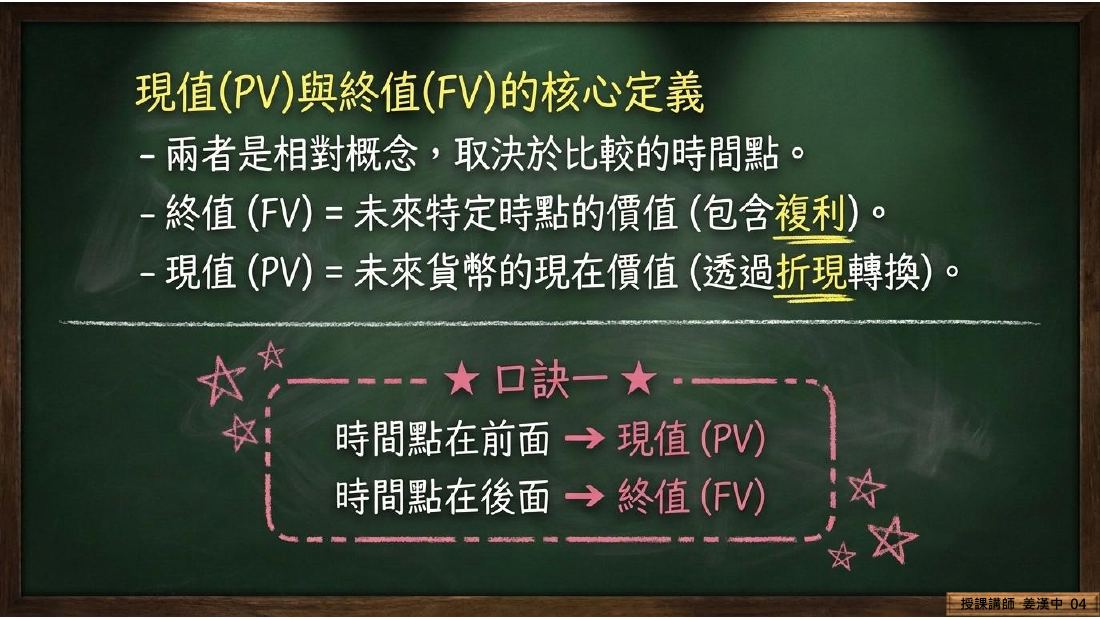 現值(PV)與終值(FV)的核心定義
– 兩者是相對概念，取決於比較的時間點。
– 終值 (FV) = 未來特定時點的價值 (包含複利)。
– 現值 (PV) = 未來貨幣的現在價值 (透過折現轉換)。
★ 口訣一 ★
時間點在前面 → 現值 (PV)
時間點在後面 → 終值 (FV)
授課講師 姜漢中 04